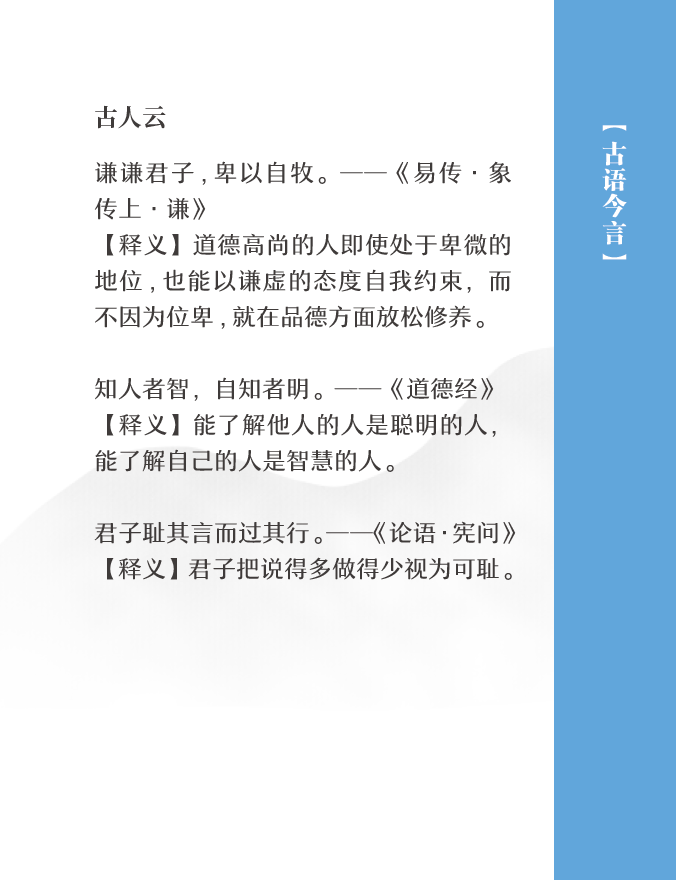 古人云
谦谦君子，卑以自牧。——《易传·象
传上·谦》
【释义】道德高尚的人即使处于卑微的
地位，也能以谦虚的态度自我约束，而
不因为位卑，就在品德方面放松修养。
知人者智，自知者明。——《道德经》
【释义】能了解他人的人是聪明的人，
能了解自己的人是智慧的人。
君子耻其言而过其行。——《论语·宪问》
【释义】君子把说得多做得少视为可耻。
【古语今言】